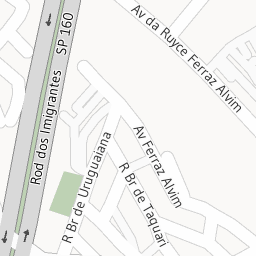 Av da Ruyce Ferraz Alvim
Rod dos Imigrantes SP 160
Av Ferraz Alvim
R Br de Uruguaiana
R Br de Taquari